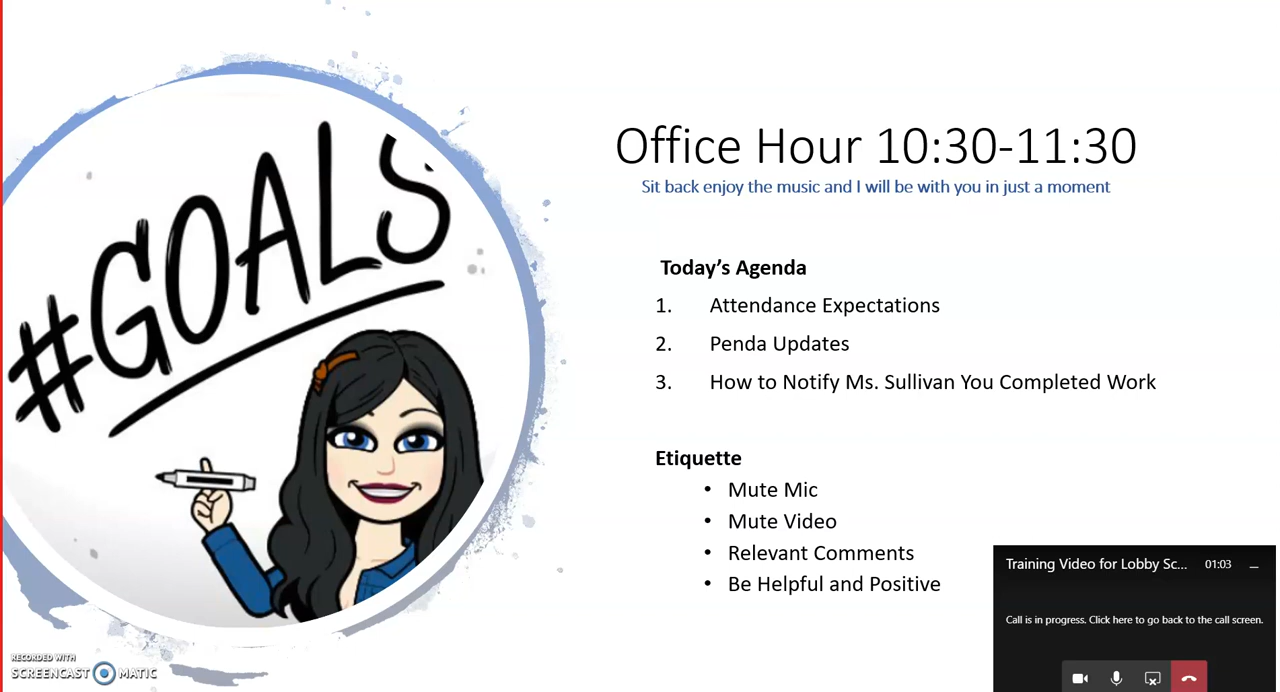 #GOALS
Office Hour 10:30-11:30
Sit back enjoy the music and I will be with you in just a moment
Today's Agenda
1. Attendance Expectations
2. Penda Updates
3. How to Notify Ms. Sullivan You Completed Work
Etiquette
• Mute Mic
• Mute Video
• Relevant Comments
• Be Helpful and Positive
Training Video for Lobby Sc... 01:03
Call is in progress. Click here to go back to the call screen.
RECORDED WITH
SCREENCAST MATIC